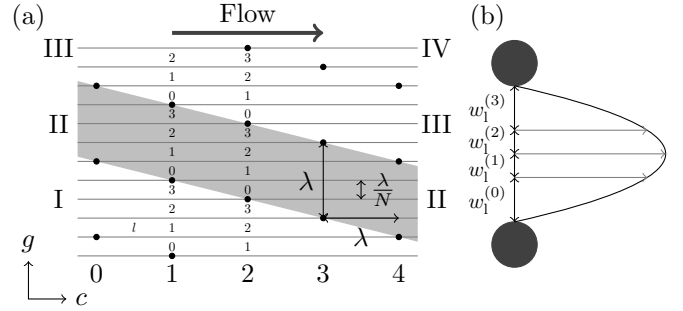 (a) Flow (b)
III IV
2 3
1 2
0 1
3 0
II 2 3 III
1 2
0 1
λ λ/N
I 3 0 II
2 3
l 1 2 λ
0 1
g
0 1 2 3 4
c
w_l^(3)
w_l^(2)
w_l^(1)
w_l^(0)